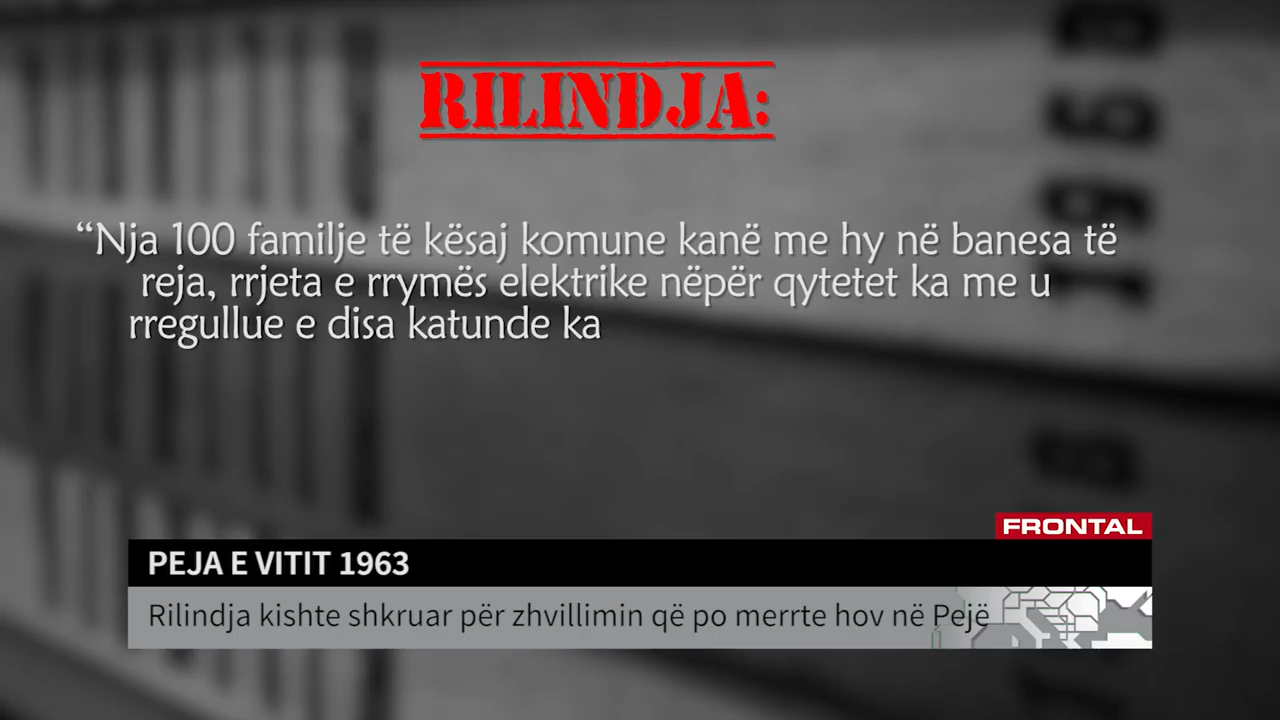 RILINDJA:
“Nja 100 familje të kësaj komune kanë me hy në banesa të
reja, rrjeta e rrymës elektrike nëpër qytetet ka me u
rregullue e disa katunde ka
FRONTAL
PEJA E VITIT 1963
Rilindja kishte shkruar për zhvillimin që po merrte hov në Pejë